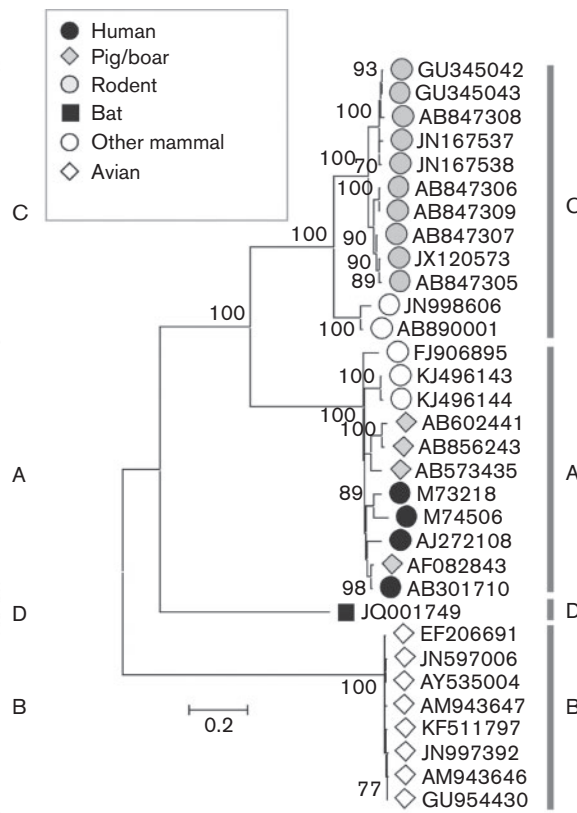 Human
Pig/boar
Rodent
Bat
Other mammal
Avian
93 GU345042
GU345043
100 AB847308
JN167537
100 70 JN167538
100 AB847306
C AB847309 C
100 90 AB847307
90 JX120573
89 AB847305
JN998606
100 100 AB890001
FJ906895
100 KJ496143
100 KJ496144
100 AB602441
AB856243
A AB573435 A
89 M73218
M74506
AJ272108
AF082843
98 AB301710
D JQ001749 D
EF206691
JN597006
100 AY535004
B AM943647 B
0.2 KF511797
JN997392
77 AM943646
GU954430